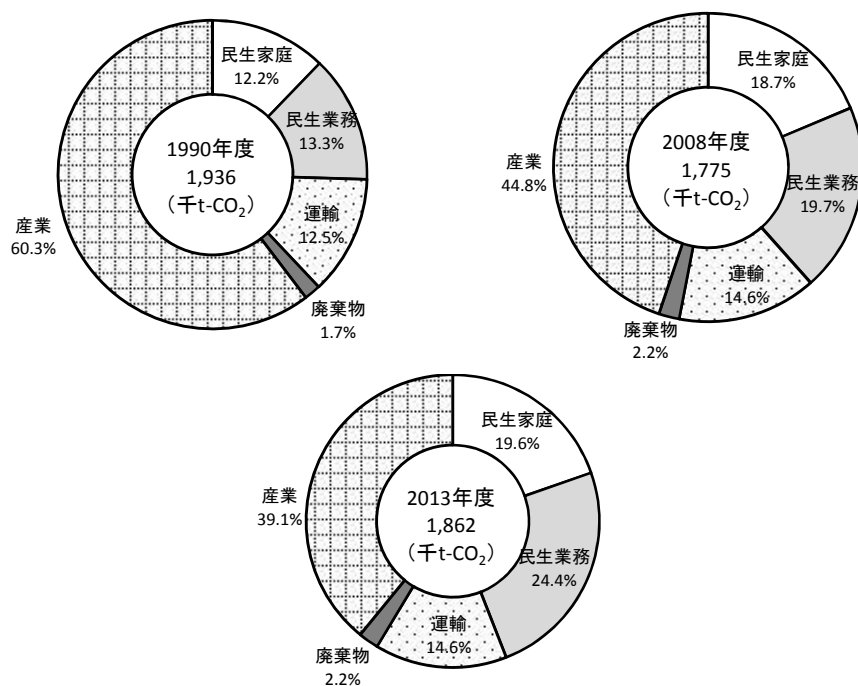 民生家庭
12.2%
民生業務
13.3%
運輸
12.5%
廃棄物
1.7%
産業
60.3%
1990年度
1,936
（千t-CO₂）
民生家庭
18.7%
民生業務
19.7%
運輸
14.6%
廃棄物
2.2%
産業
44.8%
2008年度
1,775
（千t-CO₂）
民生家庭
19.6%
民生業務
24.4%
運輸
14.6%
廃棄物
2.2%
産業
39.1%
2013年度
1,862
（千t-CO₂）